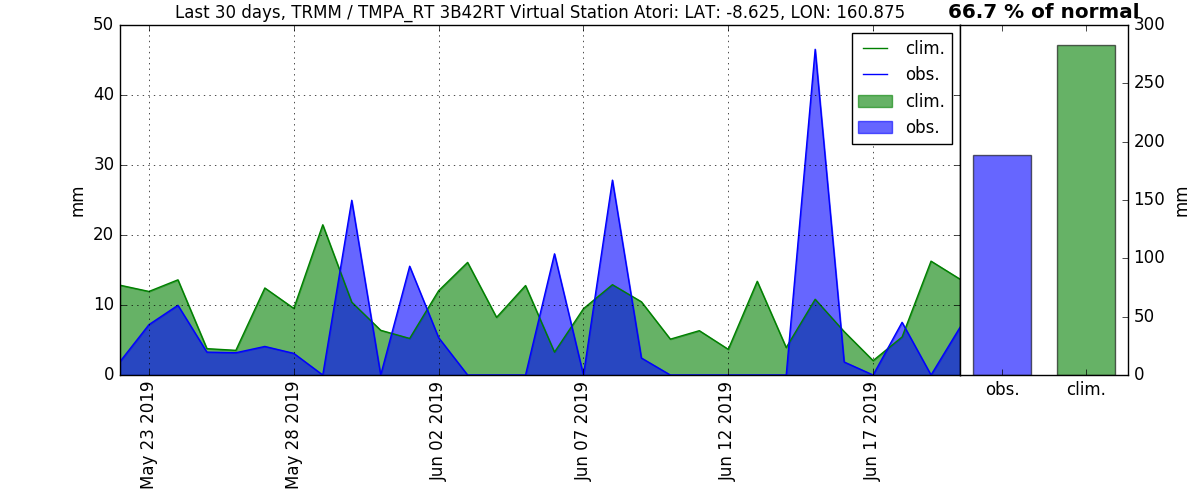 Last 30 days, TRMM / TMPA_RT 3B42RT Virtual Station Atori: LAT: -8.625, LON: 160.875
66.7 % of normal
50
40
30
20
10
0
mm
clim.
obs.
clim.
obs.
May 23 2019
May 28 2019
Jun 02 2019
Jun 07 2019
Jun 12 2019
Jun 17 2019
300
250
200
150
100
50
0
mm
obs.
clim.